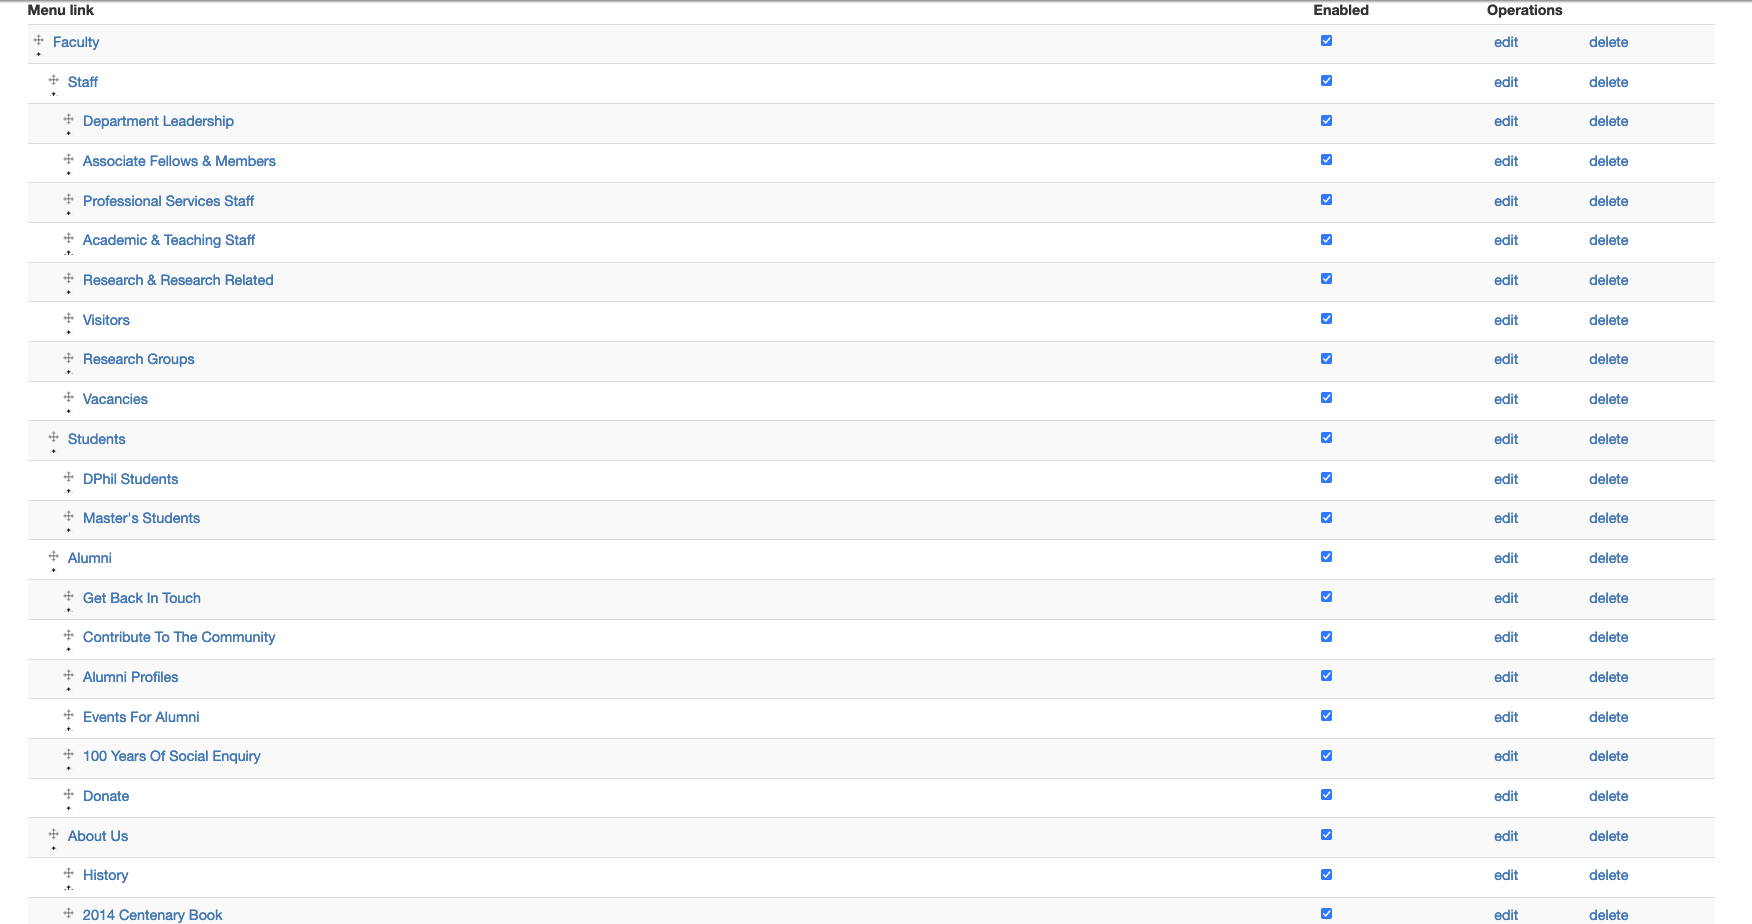 Menu link Enabled Operations
Faculty edit delete
Staff edit delete
Department Leadership edit delete
Associate Fellows & Members edit delete
Professional Services Staff edit delete
Academic & Teaching Staff edit delete
Research & Research Related edit delete
Visitors edit delete
Research Groups edit delete
Vacancies edit delete
Students edit delete
DPhil Students edit delete
Master's Students edit delete
Alumni edit delete
Get Back In Touch edit delete
Contribute To The Community edit delete
Alumni Profiles edit delete
Events For Alumni edit delete
100 Years Of Social Enquiry edit delete
Donate edit delete
About Us edit delete
History edit delete
2014 Centenary Book edit delete